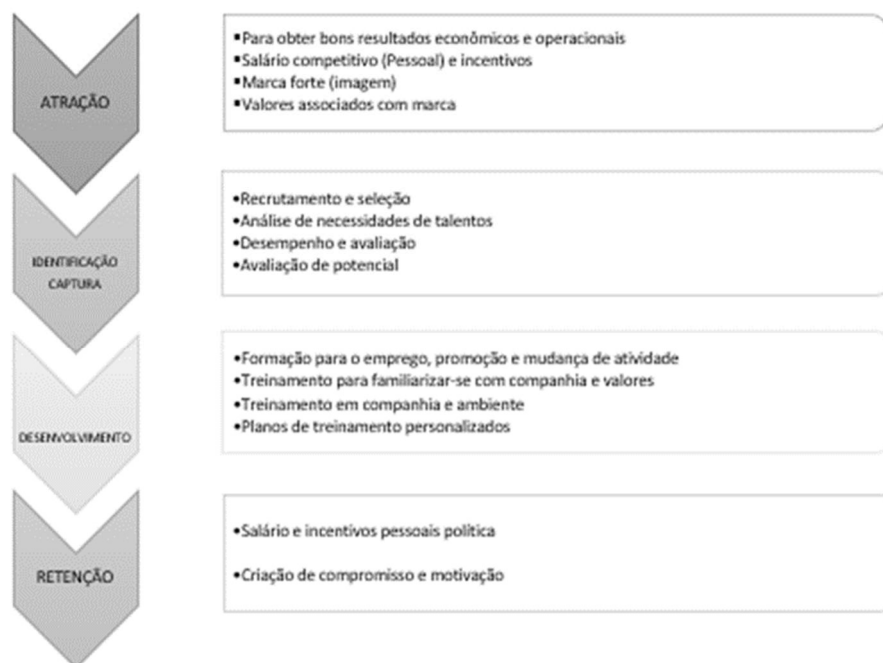 ATRAÇÃO
▪Para obter bons resultados econômicos e operacionais
▪Salário competitivo (Pessoal) e incentivos
▪Marca forte (imagem)
▪Valores associados com marca
IDENTIFICAÇÃO
CAPTURA
•Recrutamento e seleção
•Análise de necessidades de talentos
•Desempenho e avaliação
•Avaliação de potencial
DESENVOLVIMENTO
•Formação para o emprego, promoção e mudança de atividade
•Treinamento para familiarizar-se com companhia e valores
•Treinamento em companhia e ambiente
•Planos de treinamento personalizados
RETENÇÃO
•Salário e incentivos pessoais política
•Criação de compromisso e motivação